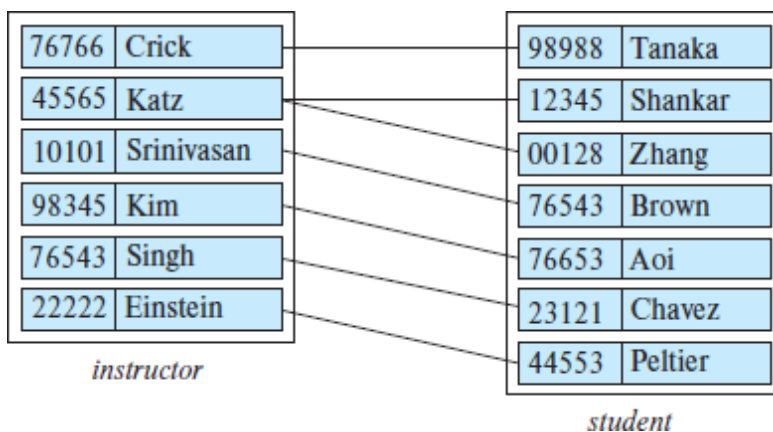 76766 Crick
45565 Katz
10101 Srinivasan
98345 Kim
76543 Singh
22222 Einstein
instructor
98988 Tanaka
12345 Shankar
00128 Zhang
76543 Brown
76653 Aoi
23121 Chavez
44553 Peltier
student